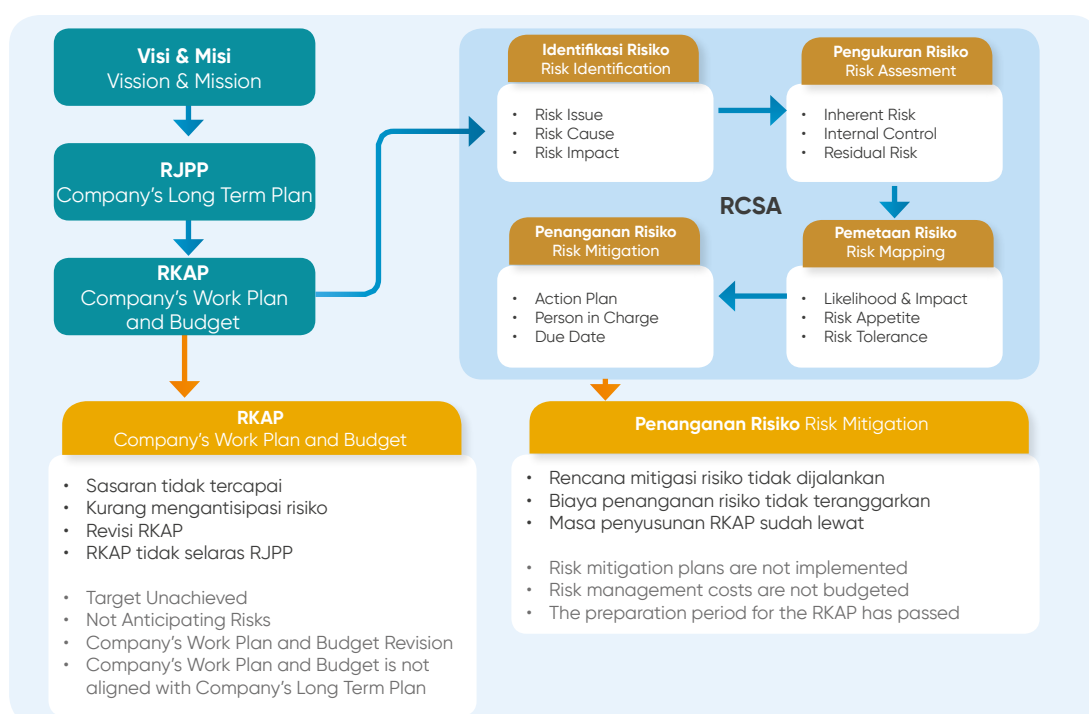 Visi & Misi
Vission & Mission
RJPP
Company's Long Term Plan
RKAP
Company's Work Plan
and Budget
Identifikasi Risiko
Risk Identification
• Risk Issue
• Risk Cause
• Risk Impact
Pengukuran Risiko
Risk Assesment
• Inherent Risk
• Internal Control
• Residual Risk
RCSA
Penanganan Risiko
Risk Mitigation
• Action Plan
• Person in Charge
• Due Date
Pemetaan Risiko
Risk Mapping
• Likelihood & Impact
• Risk Appetite
• Risk Tolerance
RKAP
Company's Work Plan and Budget
• Sasaran tidak tercapai
• Kurang mengantisipasi risiko
• Revisi RKAP
• RKAP tidak selaras RJPP
• Target Unachieved
• Not Anticipating Risks
• Company's Work Plan and Budget Revision
• Company's Work Plan and Budget is not
aligned with Company's Long Term Plan
Penanganan Risiko Risk Mitigation
• Rencana mitigasi risiko tidak dijalankan
• Biaya penanganan risiko tidak teranggarkan
• Masa penyusunan RKAP sudah lewat
• Risk mitigation plans are not implemented
• Risk management costs are not budgeted
• The preparation period for the RKAP has passed